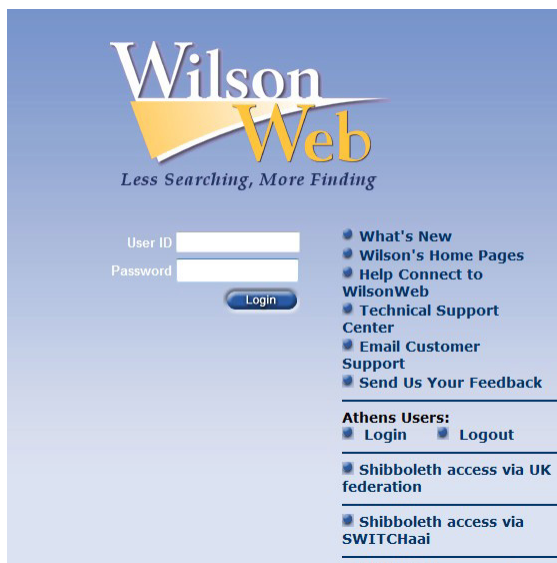 Wilson
Web
Less Searching, More Finding
User ID
Password
Login
What's New
Wilson's Home Pages
Help Connect to
WilsonWeb
Technical Support
Center
Email Customer
Support
Send Us Your Feedback
Athens Users:
Login Logout
Shibboleth access via UK
federation
Shibboleth access via
SWITCHaai